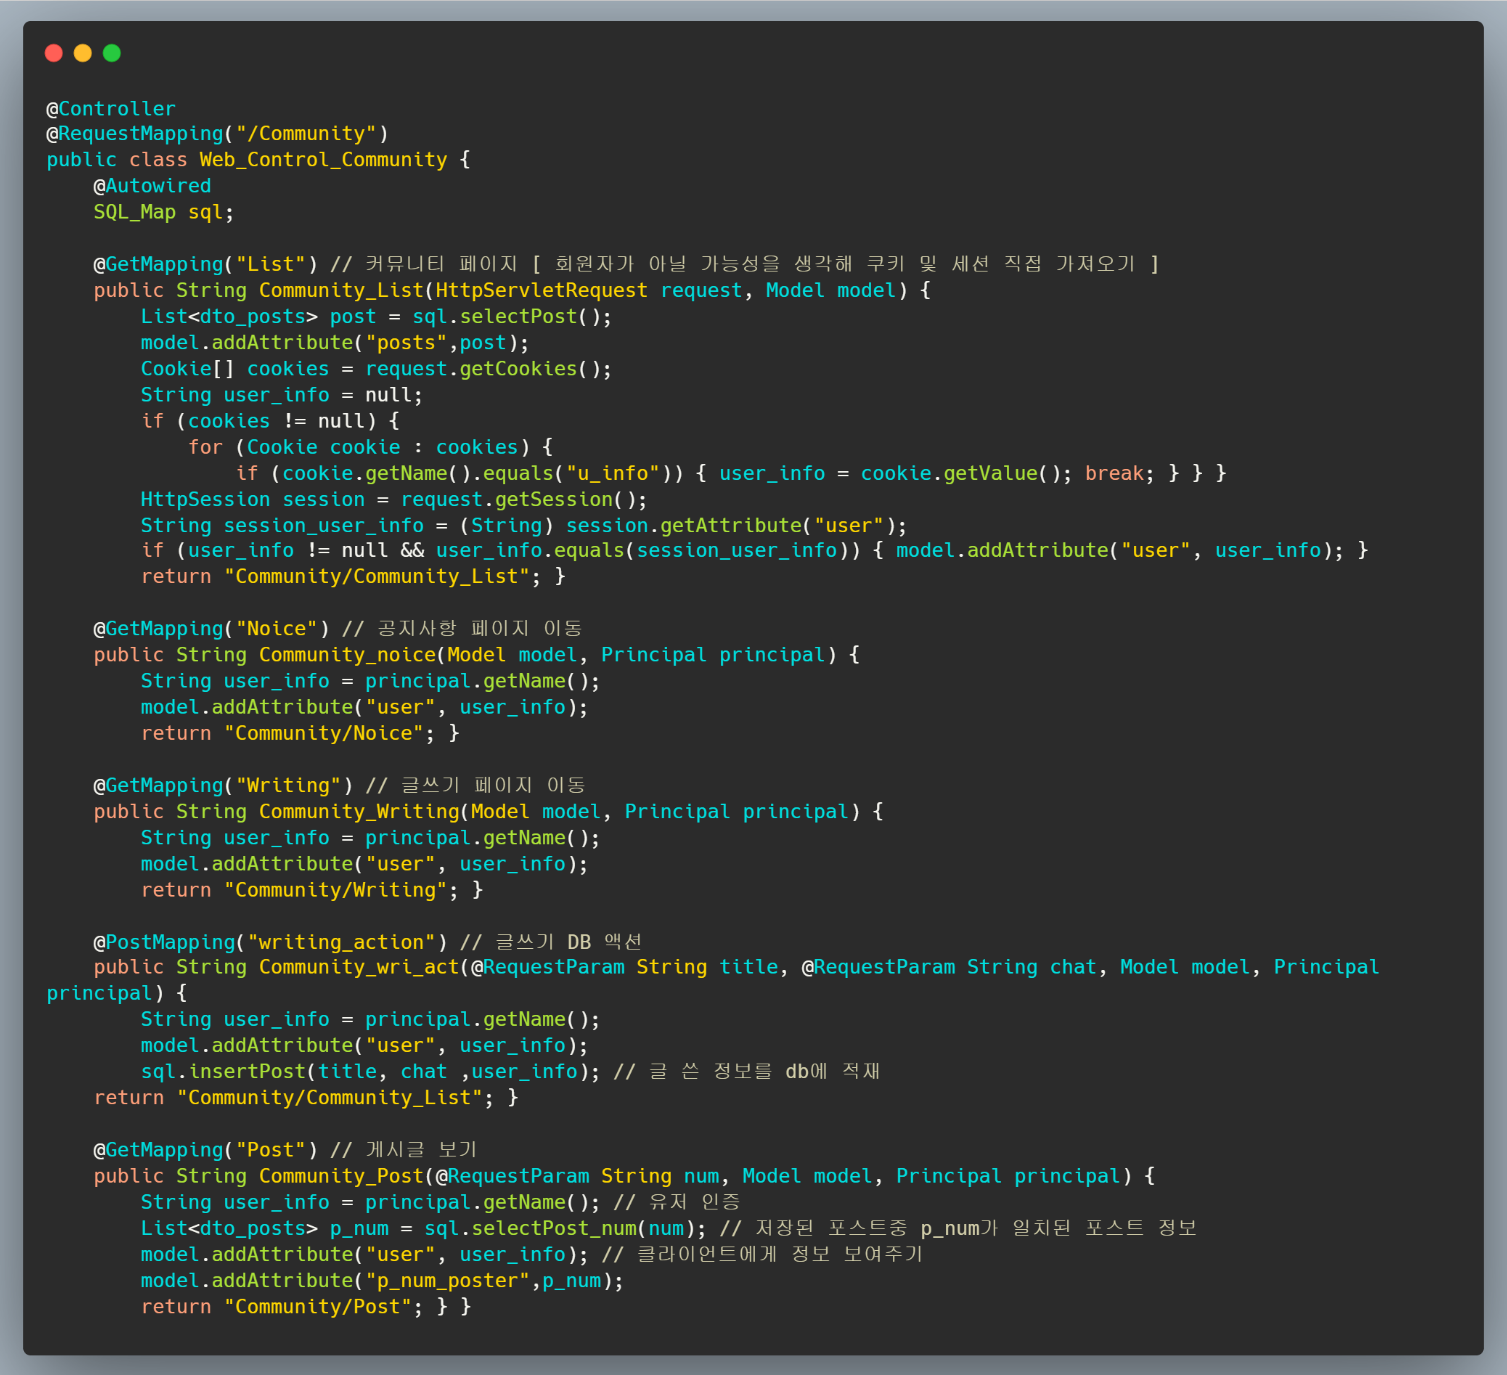 @Controller
@RequestMapping("/Community")
public class Web_Control_Community {
    @Autowired
    SQL_Map sql;

    @GetMapping("List") // 커뮤니티 페이지 [ 회원자가 아닐 가능성을 생각해 쿠키 및 세션 직접 가져오기 ]
    public String Community_List(HttpServletRequest request, Model model) {
        List<dto_posts> post = sql.selectPost();
        model.addAttribute("posts",post);
        Cookie[] cookies = request.getCookies();
        String user_info = null;
        if (cookies != null) {
            for (Cookie cookie : cookies) {
                if (cookie.getName().equals("u_info")) { user_info = cookie.getValue(); break; } } }
        HttpSession session = request.getSession();
        String session_user_info = (String) session.getAttribute("user");
        if (user_info != null && user_info.equals(session_user_info)) { model.addAttribute("user", user_info); }
        return "Community/Community_List"; }

    @GetMapping("Noice") // 공지사항 페이지 이동
    public String Community_noice(Model model, Principal principal) {
        String user_info = principal.getName();
        model.addAttribute("user", user_info);
        return "Community/Noice"; }

    @GetMapping("Writing") // 글쓰기 페이지 이동
    public String Community_Writing(Model model, Principal principal) {
        String user_info = principal.getName();
        model.addAttribute("user", user_info);
        return "Community/Writing"; }

    @PostMapping("writing_action") // 글쓰기 DB 액션
    public String Community_wri_act(@RequestParam String title, @RequestParam String chat, Model model, Principal
principal) {
        String user_info = principal.getName();
        model.addAttribute("user", user_info);
        sql.insertPost(title, chat ,user_info); // 글 쓴 정보를 db에 적재
    return "Community/Community_List"; }

    @GetMapping("Post") // 게시글 보기
    public String Community_Post(@RequestParam String num, Model model, Principal principal) {
        String user_info = principal.getName(); // 유저 인증
        List<dto_posts> p_num = sql.selectPost_num(num); // 저장된 포스트중 p_num가 일치된 포스트 정보
        model.addAttribute("user", user_info); // 클라이언트에게 정보 보여주기
        model.addAttribute("p_num_poster",p_num);
        return "Community/Post"; } }